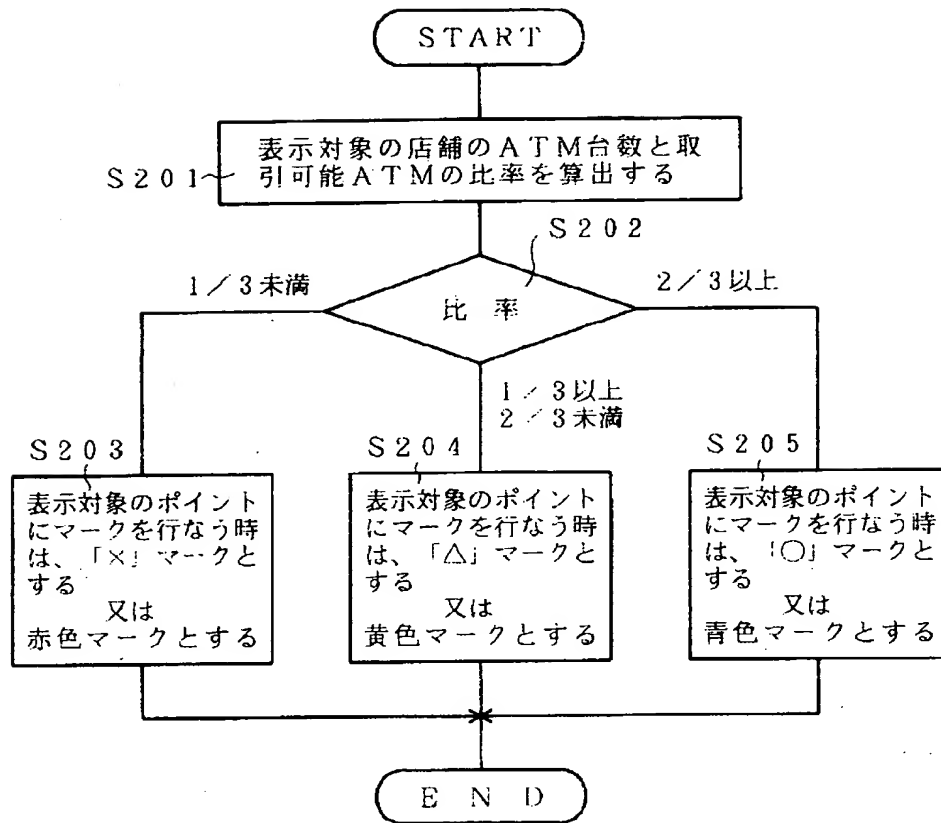 START
S201
表示対象の店舗のATM台数と取
引可能ATMの比率を算出する
S202
比率
1/3未満
2/3以上
1/3以上
2/3未満
S203
表示対象のポイント
にマークを行なう時
は、「×」マークと
する
又は
赤色マークとする
S204
表示対象のポイント
にマークを行なう時
は、「△」マークと
する
又は
黄色マークとする
S205
表示対象のポイント
にマークを行なう時
は、「○」マークと
する
又は
青色マークとする
END